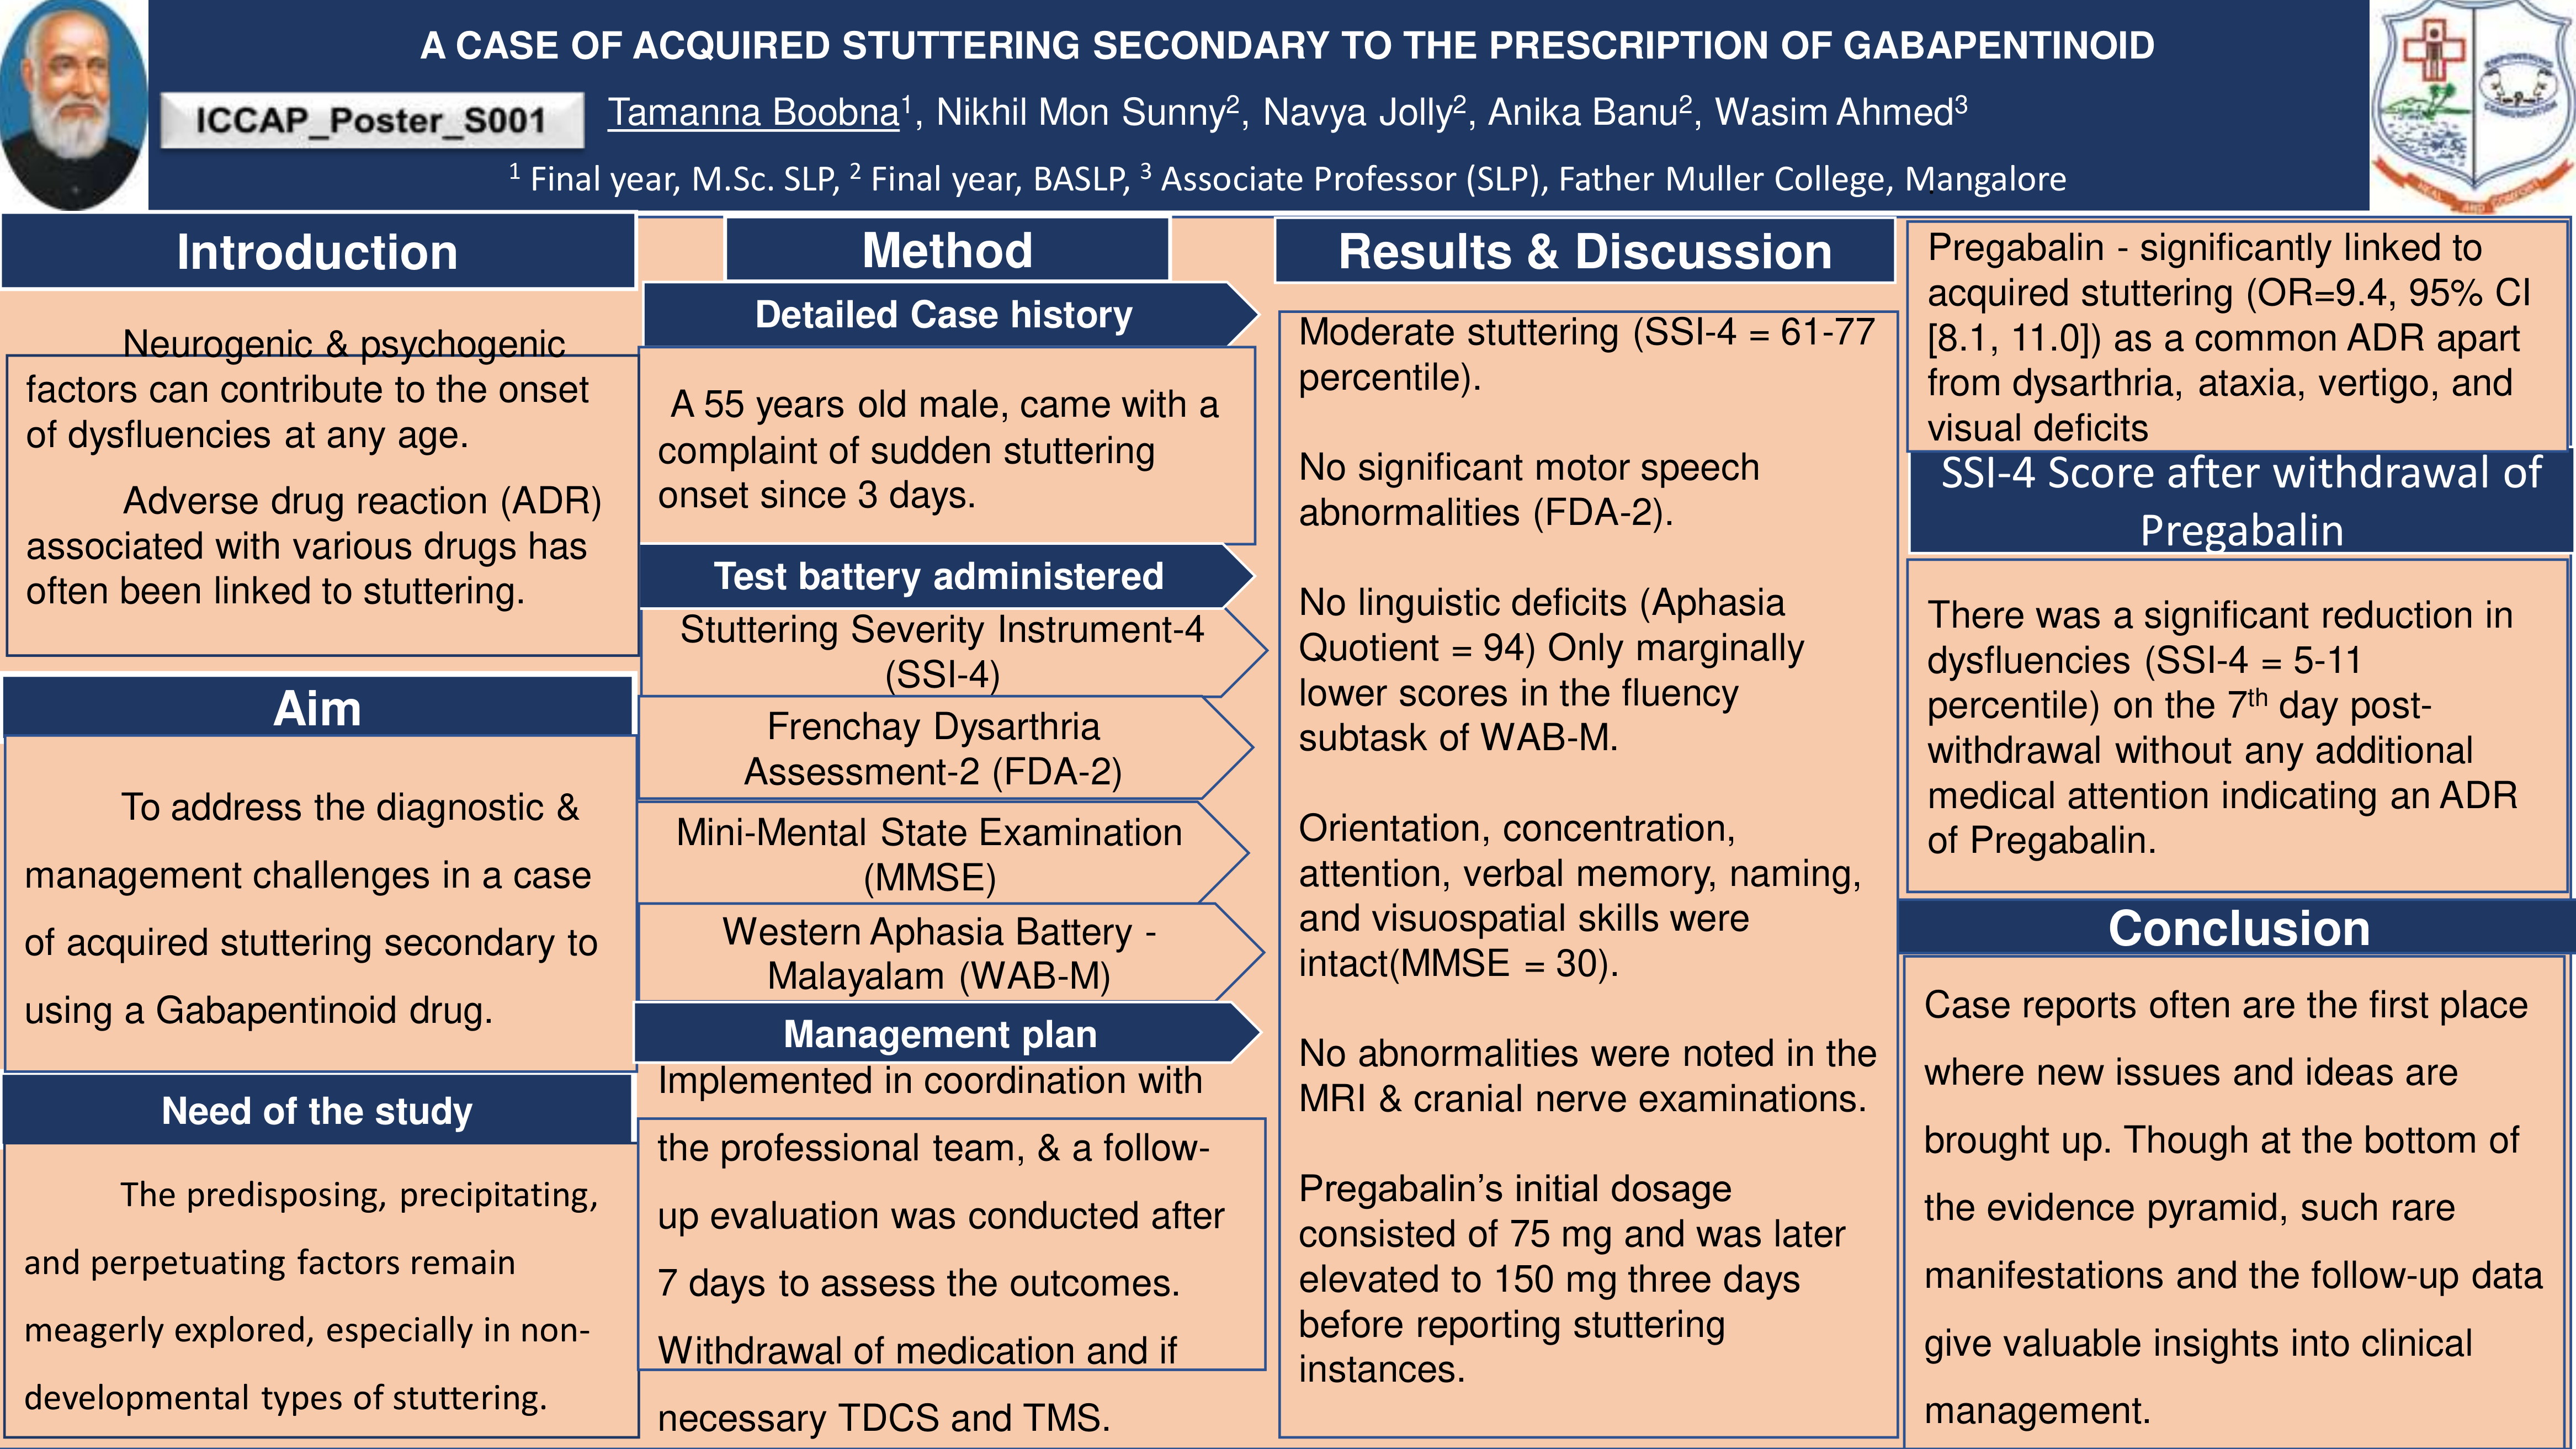 A CASE OF ACQUIRED STUTTERING SECONDARY TO THE PRESCRIPTION OF GABAPENTINOID
ICCAP_Poster_S001
Tamanna Boobna¹, Nikhil Mon Sunny², Navya Jolly², Anika Banu², Wasim Ahmed³
¹ Final year, M.Sc. SLP, ² Final year, BASLP, ³ Associate Professor (SLP), Father Muller College, Mangalore
HEAL AND COMFORT
Introduction
Neurogenic & psychogenic
factors can contribute to the onset
of dysfluencies at any age.
Adverse drug reaction (ADR)
associated with various drugs has
often been linked to stuttering.
Aim
To address the diagnostic &
management challenges in a case
of acquired stuttering secondary to
using a Gabapentinoid drug.
Need of the study
The predisposing, precipitating,
and perpetuating factors remain
meagerly explored, especially in non-
developmental types of stuttering.
Method
Detailed Case history
A 55 years old male, came with a
complaint of sudden stuttering
onset since 3 days.
Test battery administered
Stuttering Severity Instrument-4
(SSI-4)
Frenchay Dysarthria
Assessment-2 (FDA-2)
Mini-Mental State Examination
(MMSE)
Western Aphasia Battery -
Malayalam (WAB-M)
Management plan
Implemented in coordination with
the professional team, & a follow-
up evaluation was conducted after
7 days to assess the outcomes.
Withdrawal of medication and if
necessary TDCS and TMS.
Results & Discussion
Moderate stuttering (SSI-4 = 61-77
percentile).
No significant motor speech
abnormalities (FDA-2).
No linguistic deficits (Aphasia
Quotient = 94) Only marginally
lower scores in the fluency
subtask of WAB-M.
Orientation, concentration,
attention, verbal memory, naming,
and visuospatial skills were
intact(MMSE = 30).
No abnormalities were noted in the
MRI & cranial nerve examinations.
Pregabalin’s initial dosage
consisted of 75 mg and was later
elevated to 150 mg three days
before reporting stuttering
instances.
Pregabalin - significantly linked to
acquired stuttering (OR=9.4, 95% CI
[8.1, 11.0]) as a common ADR apart
from dysarthria, ataxia, vertigo, and
visual deficits
SSI-4 Score after withdrawal of
Pregabalin
There was a significant reduction in
dysfluencies (SSI-4 = 5-11
percentile) on the 7th day post-
withdrawal without any additional
medical attention indicating an ADR
of Pregabalin.
Conclusion
Case reports often are the first place
where new issues and ideas are
brought up. Though at the bottom of
the evidence pyramid, such rare
manifestations and the follow-up data
give valuable insights into clinical
management.